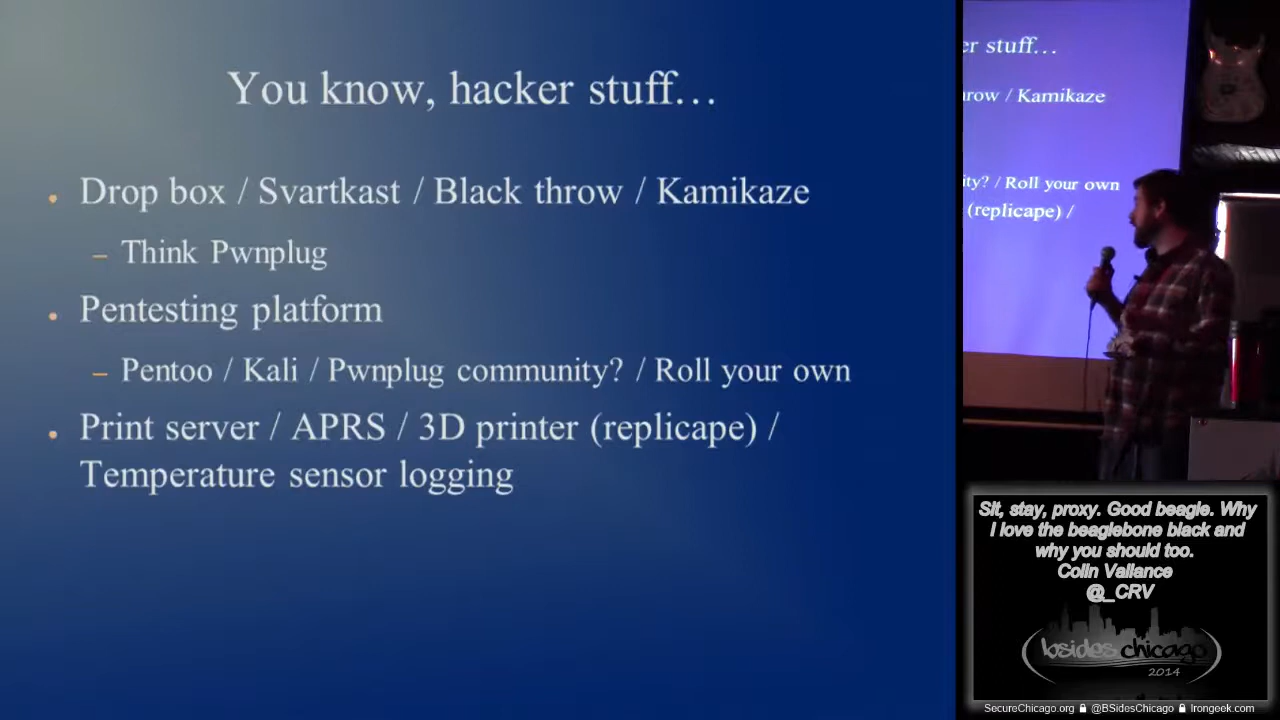 You know, hacker stuff…
Drop box / Svartkast / Black throw / Kamikaze
– Think Pwnplug
Pentesting platform
– Pentoo / Kali / Pwnplug community? / Roll your own
Print server / APRS / 3D printer (replicape) /
Temperature sensor logging
er stuff…
row / Kamikaze
ity? / Roll your own
(replicape) /
Sit, stay, proxy. Good beagle. Why
I love the beaglebone black and
why you should too.
Colin Vallance
@_CRV
bsides chicago
2014
SecureChicago.org @BSidesChicago Irongeek.com